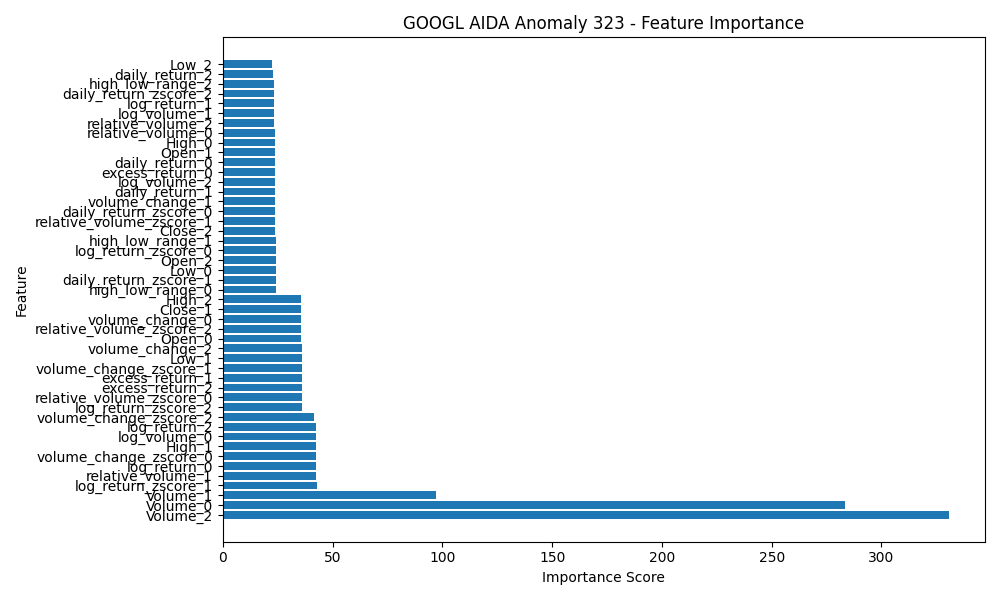 GOOGL AIDA Anomaly 323 - Feature Importance
Low_2
daily_return_2
high_low_range_2
daily_return_zscore_2
log_return_1
log_volume_1
relative_volume_2
relative_volume_0
High_0
Open_1
daily_return_0
excess_return_0
log_volume_2
daily_return_1
volume_change_1
daily_return_zscore_0
relative_volume_zscore_1
Close_2
high_low_range_1
log_return_zscore_0
Open_2
Low_0
daily_return_zscore_1
high_low_range_0
High_2
Close_1
volume_change_0
relative_volume_zscore_2
Open_0
volume_change_2
Low_1
volume_change_zscore_1
excess_return_1
excess_return_2
relative_volume_zscore_0
log_return_zscore_2
volume_change_zscore_2
log_return_2
log_volume_0
High_1
volume_change_zscore_0
log_return_0
relative_volume_1
log_return_zscore_1
Volume_1
Volume_0
Volume_2
Feature
0 50 100 150 200 250 300
Importance Score